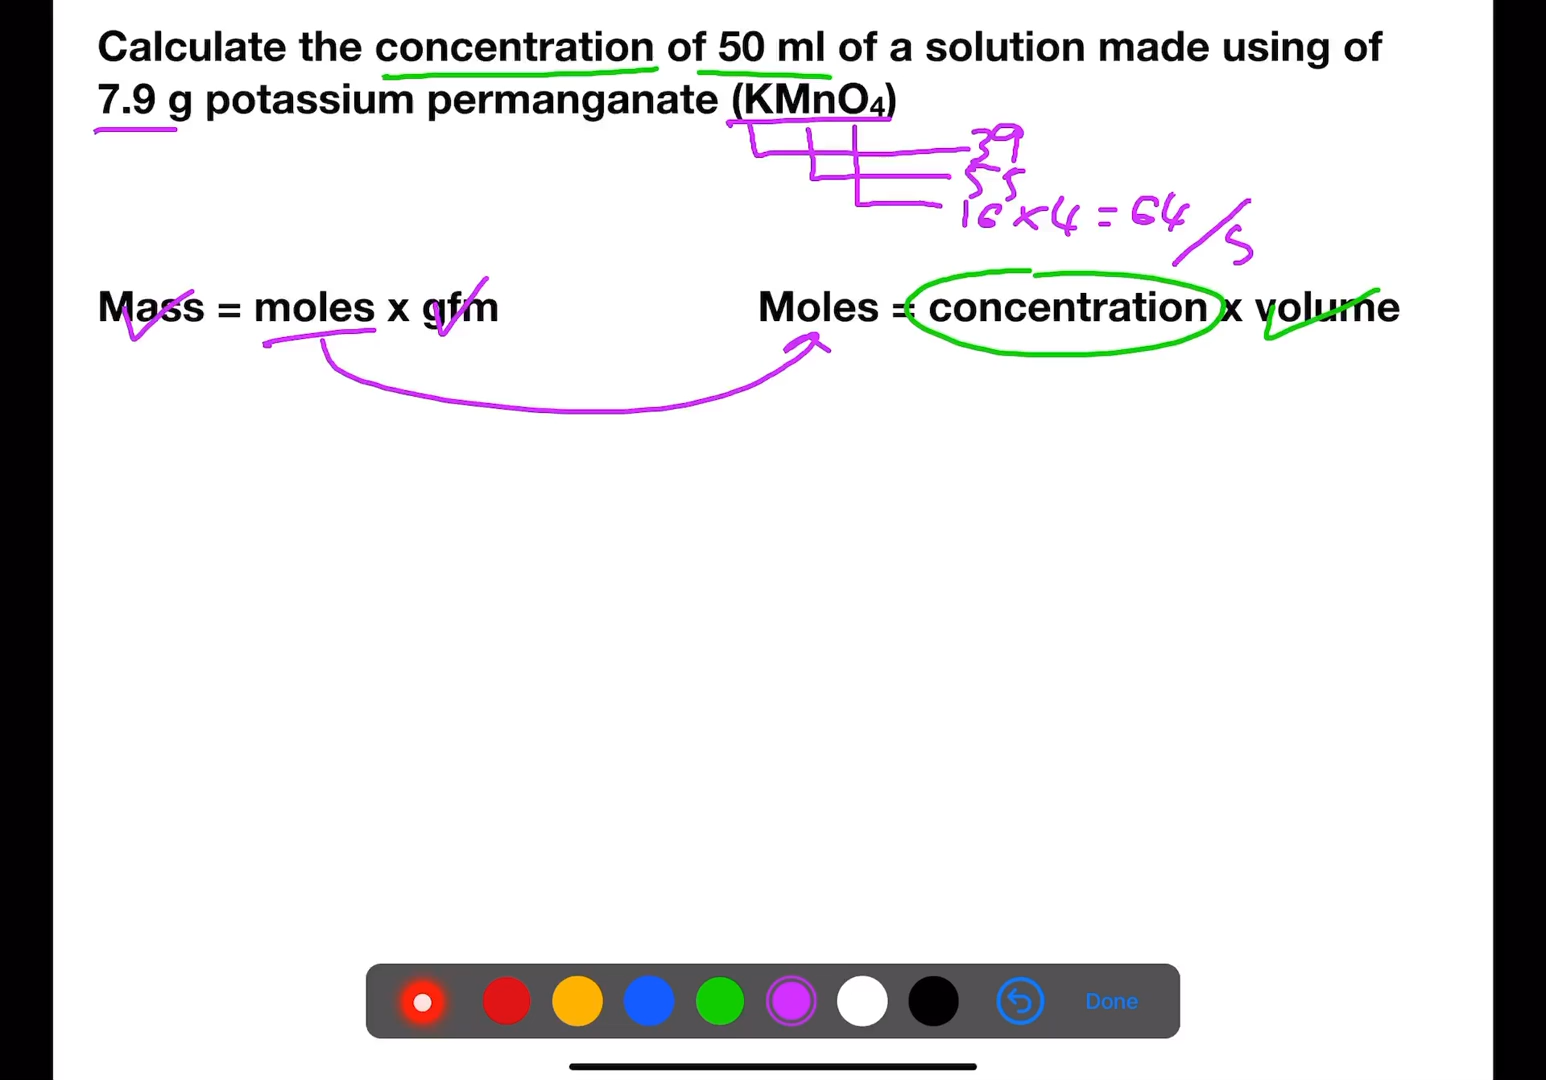 Calculate the concentration of 50 ml of a solution made using of
7.9 g potassium permanganate (KMnO₄)
39
55
16 x 4 = 64 / 5
Mass = moles x gfm
Moles = concentration x volume
Done